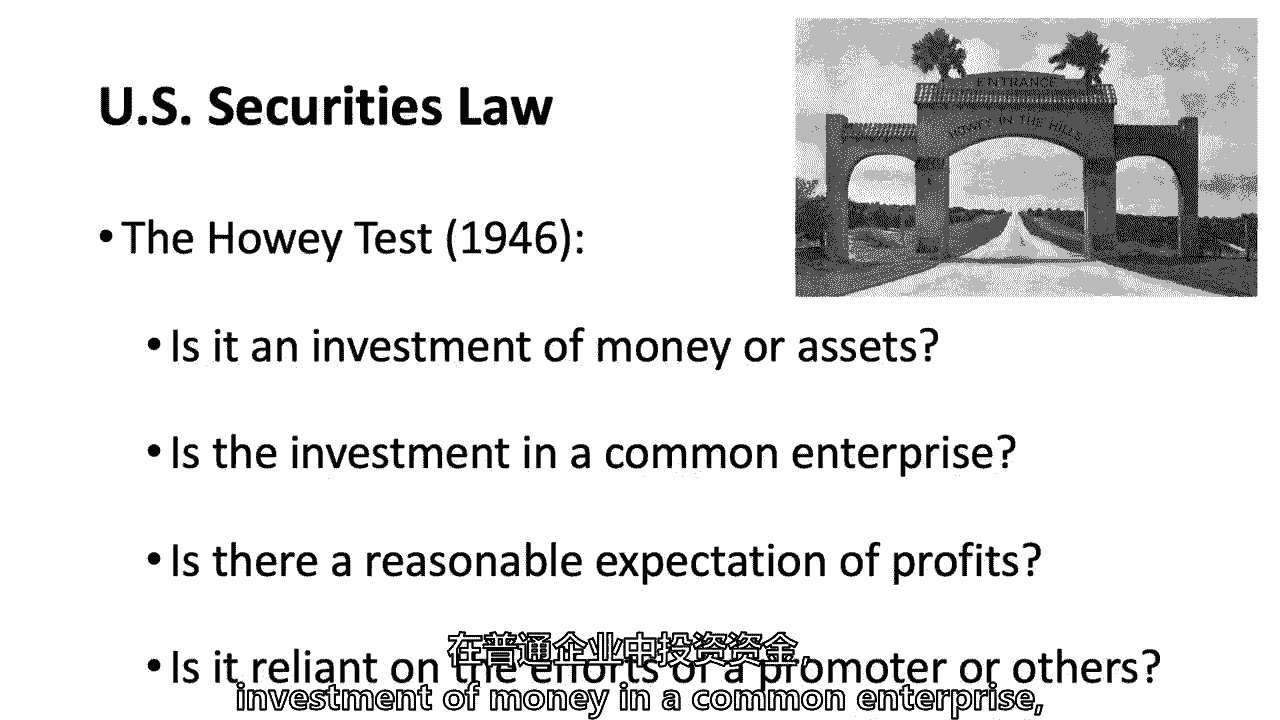 U.S. Securities Law
ENTRANCE
HOWEY IN THE HILLS
• The Howey Test (1946):
• Is it an investment of money or assets?
• Is the investment in a common enterprise?
• Is there a reasonable expectation of profits?
• Is it reliant on the efforts of a promoter or others?
在普通企业中投资资金,
investment of money in a common enterprise,